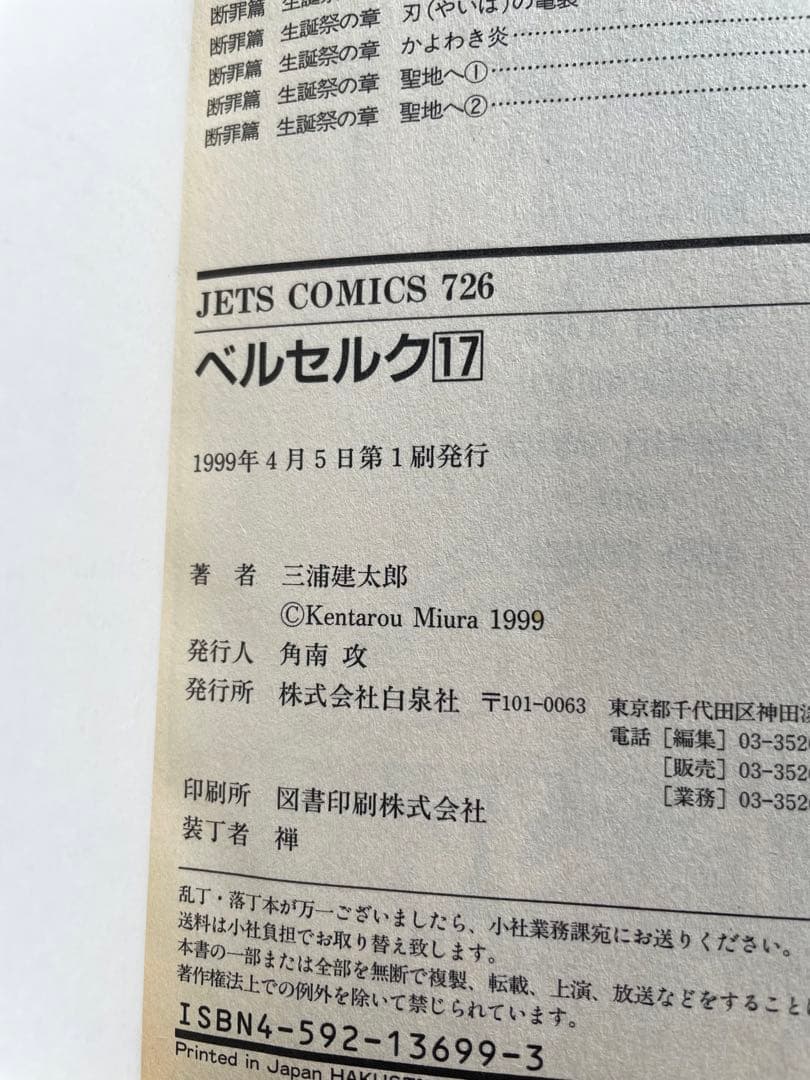 断罪篇 生誕祭の章
断罪篇 生誕祭の章 刃(やいば)の
断罪篇 生誕祭の章 かよわき炎
断罪篇 生誕祭の章 聖地へ①
断罪篇 生誕祭の章 聖地へ②
JETS COMICS 726
ベルセルク17
1999年4月5日第1刷発行
著者 三浦建太郎
©Kentarou Miura 1999
発行人 角南 攻
発行所 株式会社白泉社 〒101-0063 東京都千代田区神田
電話[編集]03-352
[販売]03-352
[業務]03-352
印刷所 図書印刷株式会社
装丁者 禅
乱丁・落丁本が万一ございましたら、小社業務課宛にお送りください。
送料は小社負担でお取り替え致します。
本書の一部または全部を無断で複製、転載、上演、放送などをすることは
著作権法上での例外を除いて禁じられています。
ISBN4-592-13699-3
Printed in Japan